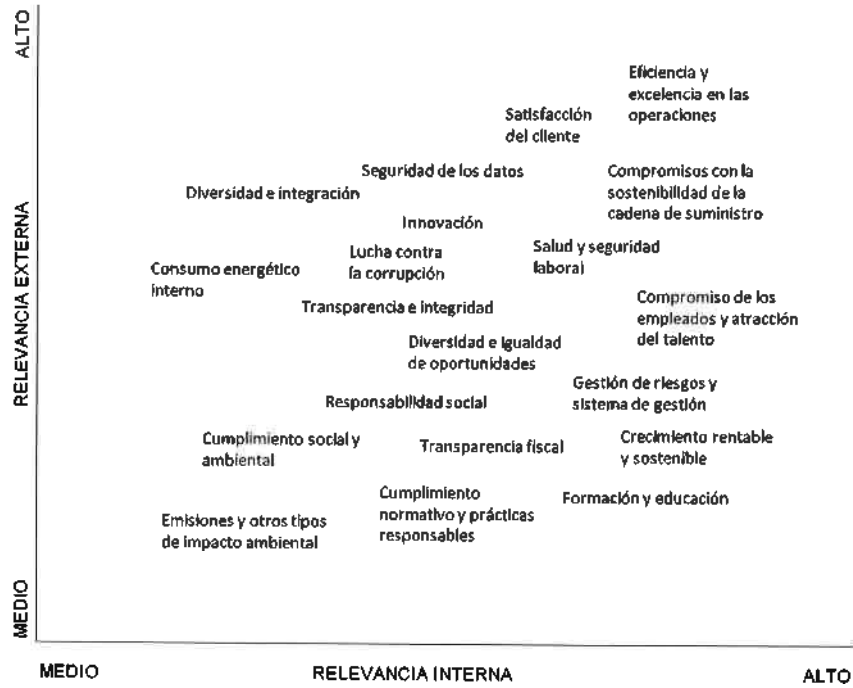 ALTO
Eficiencia y
excelencia en las
operaciones
Satisfacción
del cliente
Seguridad de los datos
Compromisos con la
sostenibilidad de la
cadena de suministro
Diversidad e integración
Innovación
Lucha contra
la corrupción
Salud y seguridad
laboral
Consumo energético
interno
Transparencia e integridad
Compromiso de los
empleados y atracción
del talento
RELEVANCIA EXTERNA
Diversidad e igualdad
de oportunidades
Gestión de riesgos y
sistema de gestión
Responsabilidad social
Cumplimiento social y
ambiental
Transparencia fiscal
Crecimiento rentable
y sostenible
Cumplimiento
normativo y prácticas
responsables
Formación y educación
Emisiones y otros tipos
de impacto ambiental
MEDIO
MEDIO
RELEVANCIA INTERNA
ALTO